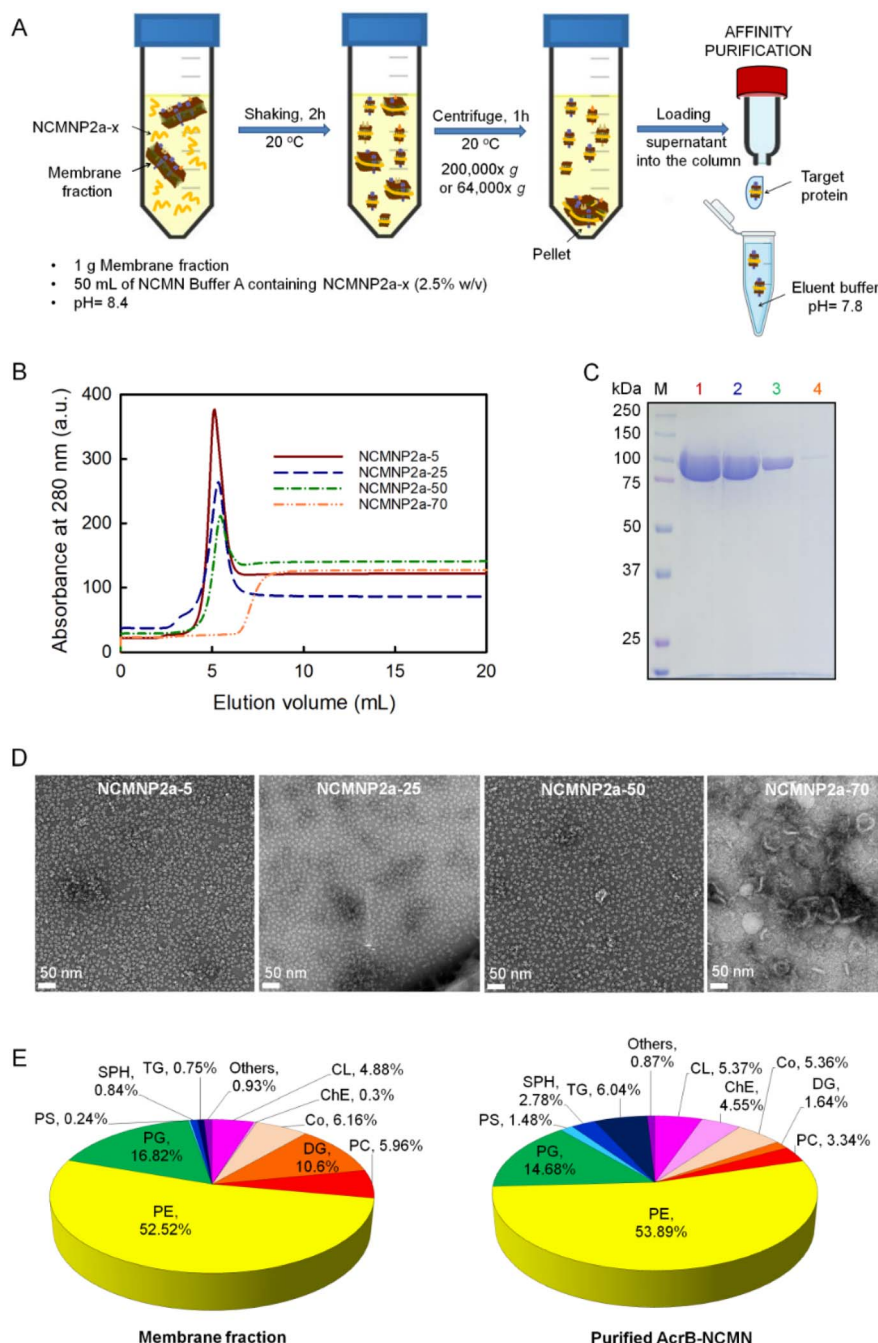 A
NCMNP2a-x
Membrane
fraction
Shaking, 2h
20 °C
Centrifuge, 1h
20 °C
200,000x g
or 64,000x g
Pellet
Loading
supernatant
into the column
AFFINITY
PURIFICATION
Target
protein
Eluent buffer
pH= 7.8
• 1 g Membrane fraction
• 50 mL of NCMN Buffer A containing NCMNP2a-x (2.5% w/v)
• pH= 8.4
B
Absorbance at 280 nm (a.u.)
400
300
200
100
0
0 5 10 15 20
Elution volume (mL)
NCMNP2a-5
NCMNP2a-25
NCMNP2a-50
NCMNP2a-70
C
kDa M 1 2 3 4
250
150
100
75
50
37
25
D
NCMNP2a-5
50 nm
NCMNP2a-25
50 nm
NCMNP2a-50
50 nm
NCMNP2a-70
50 nm
E
SPH,
0.84%
TG, 0.75%
Others,
0.93%
CL, 4.88%
ChE, 0.3%
Co, 6.16%
PS, 0.24%
PG,
16.82%
DG,
10.6%
PC, 5.96%
PE,
52.52%
Membrane fraction
Others,
0.87%
SPH,
2.78%
TG, 6.04%
CL, 5.37%
ChE,
4.55%
Co, 5.36%
DG,
1.64%
PS, 1.48%
PG,
14.68%
PC, 3.34%
PE,
53.89%
Purified AcrB-NCMN